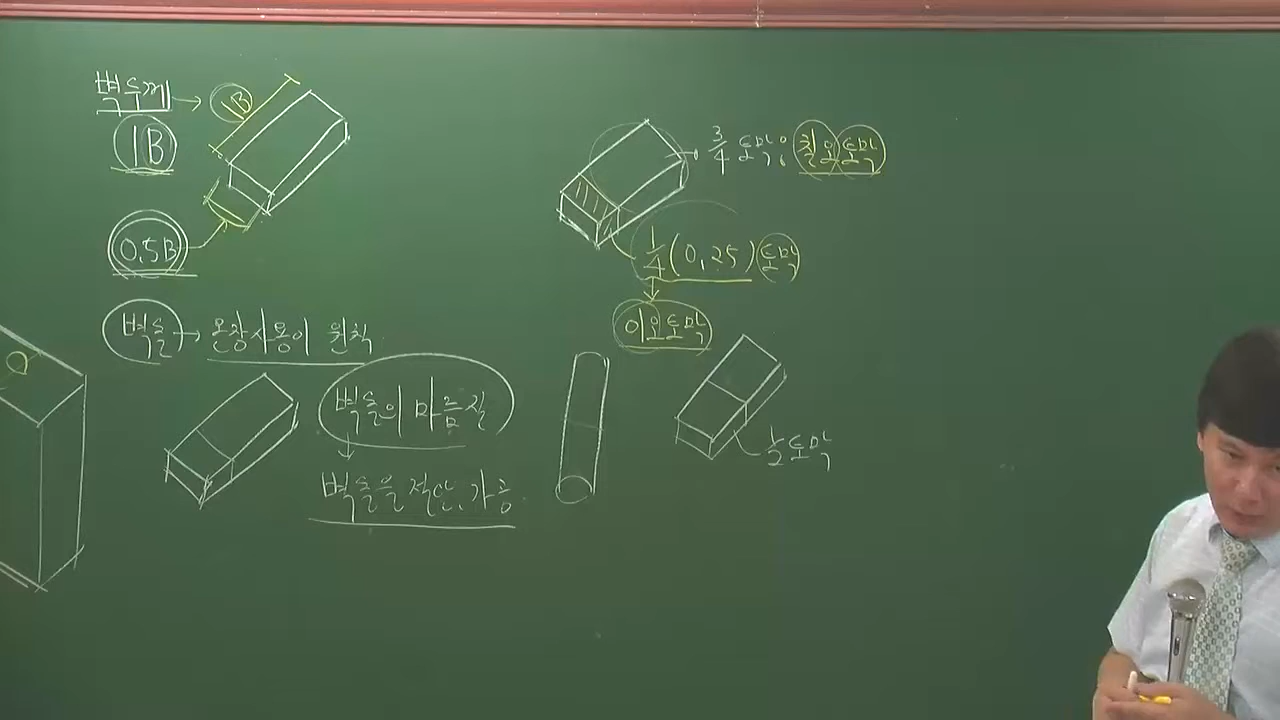 벽두께 → 1B
1B
0.5B
벽돌 → 온장사용이 원칙
벽돌의 마름질
↓
벽돌을 절단, 가공
3/4 토막: 칠오토막
1/4 (0.25) 토막
↓
이오토막
1/2 토막